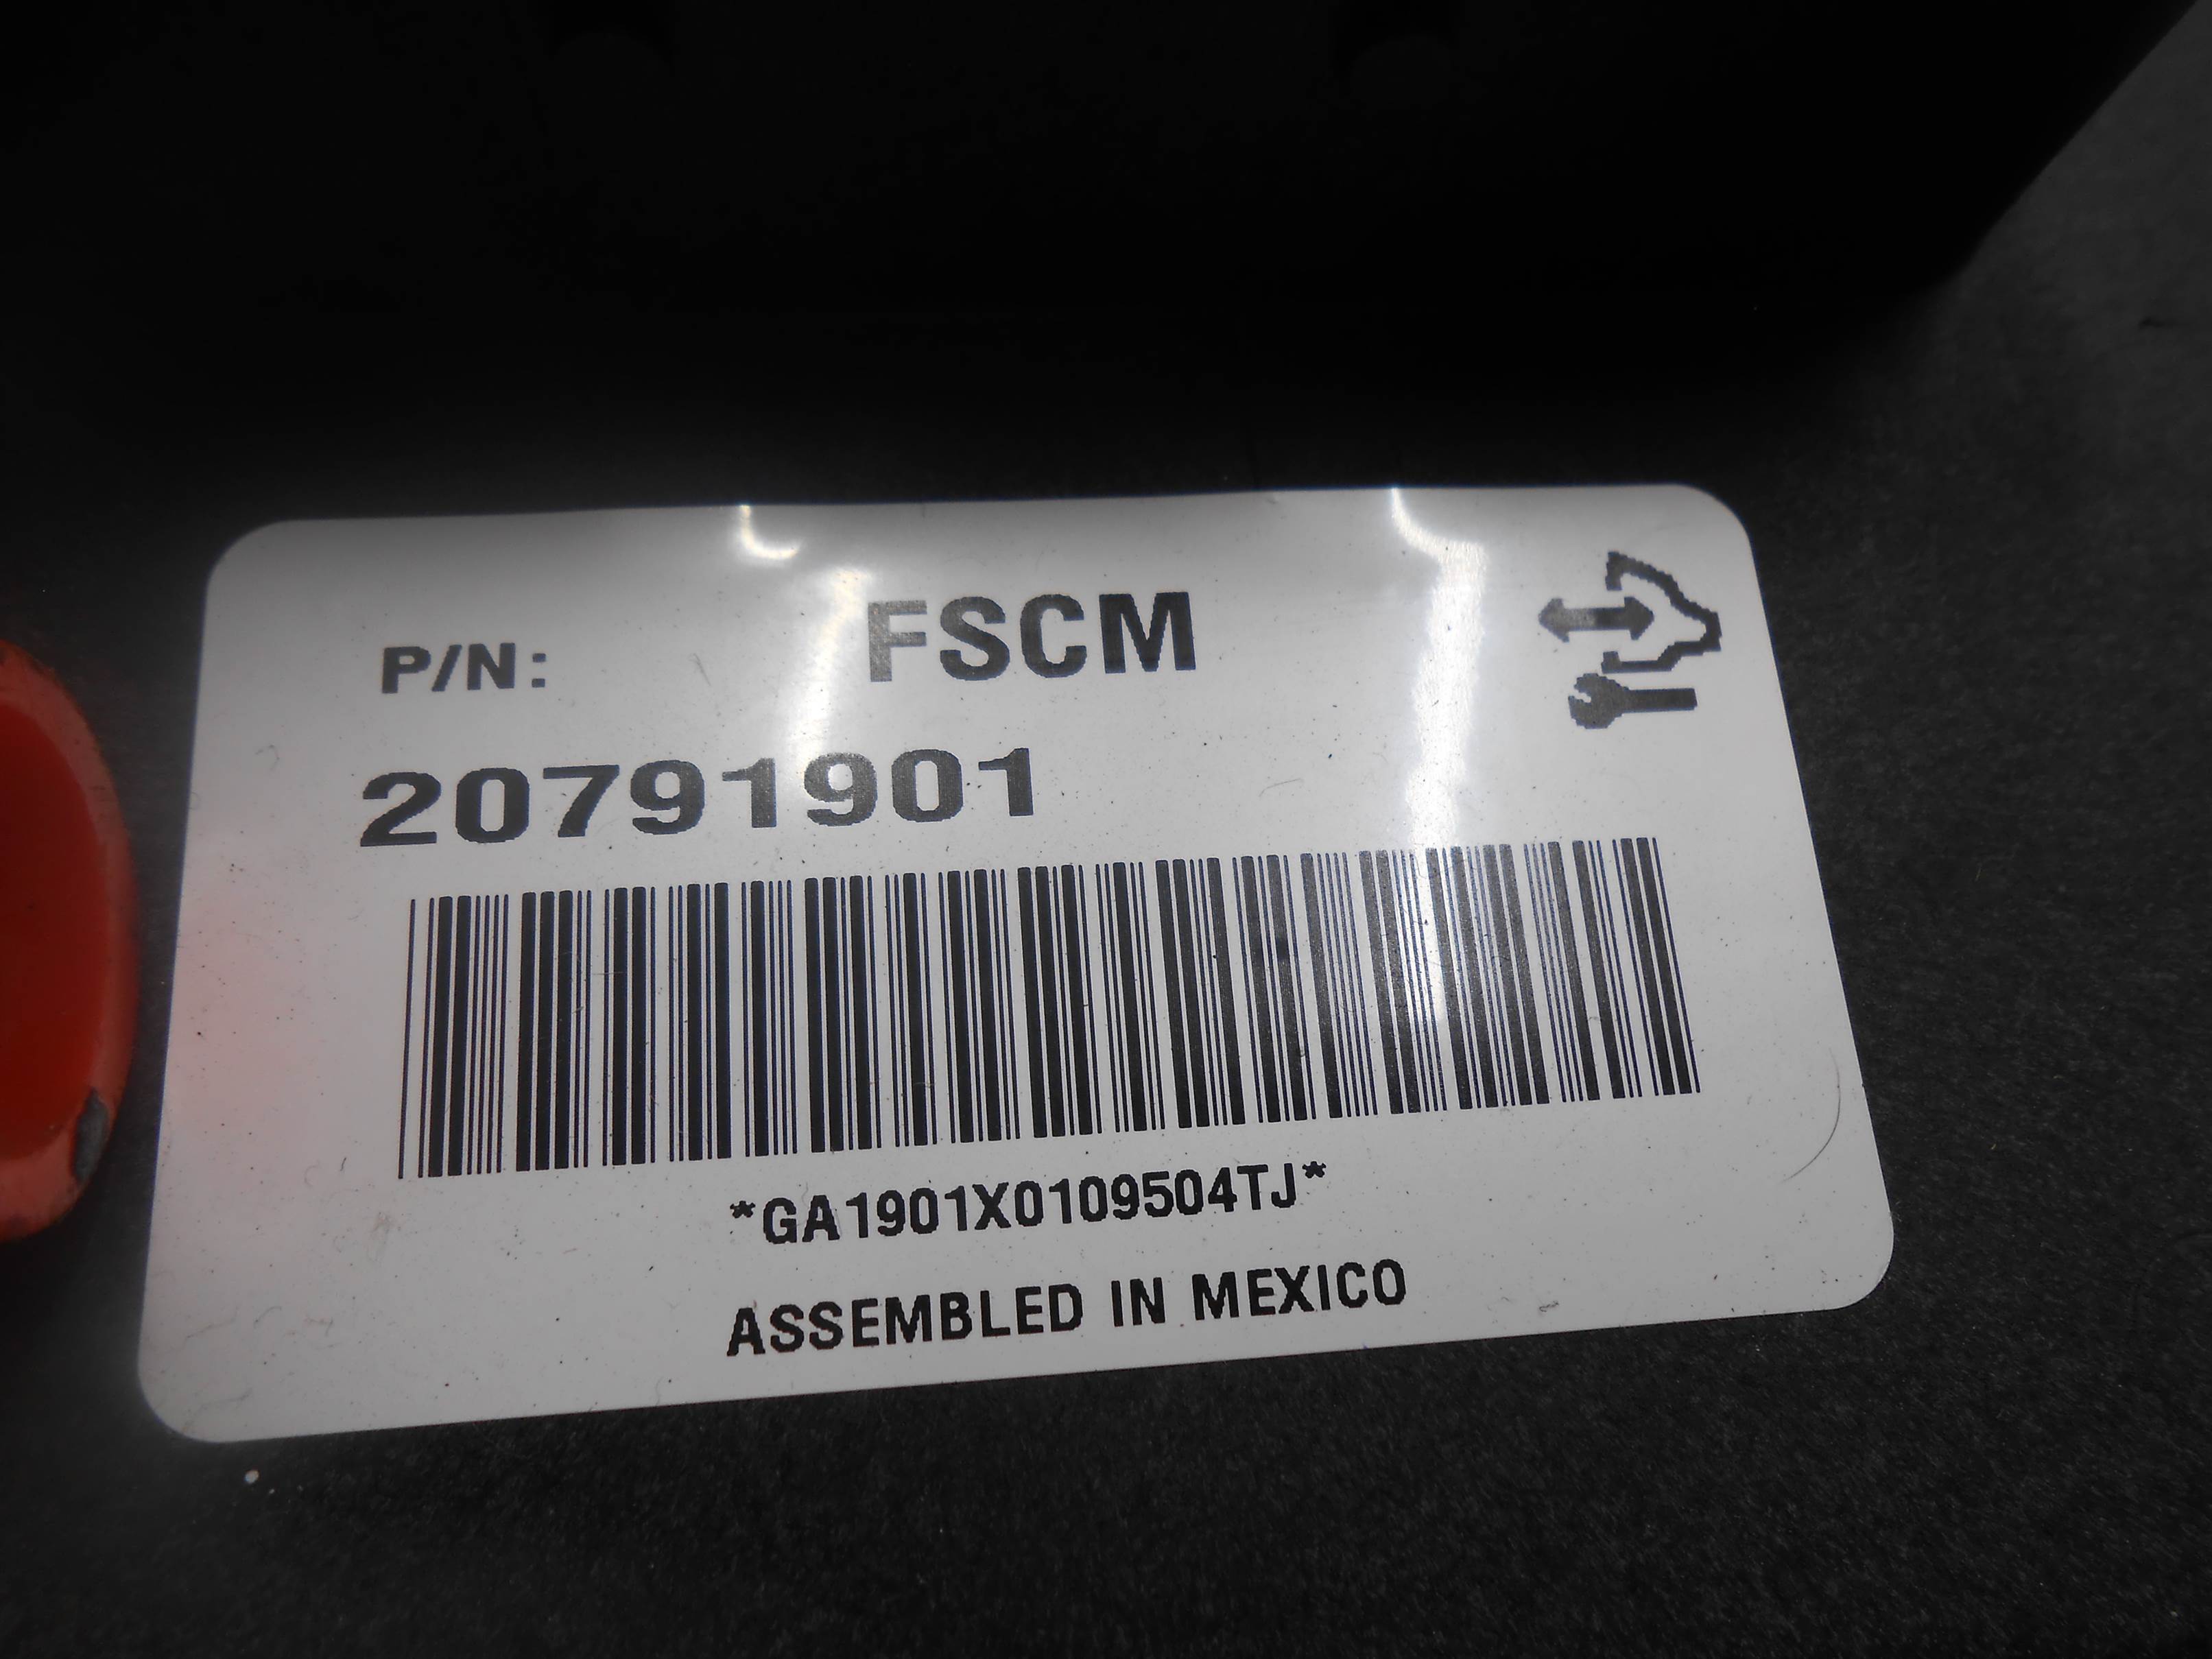 P/N: FSCM
20791901
*GA1901X0109504TJ*
ASSEMBLED IN MEXICO